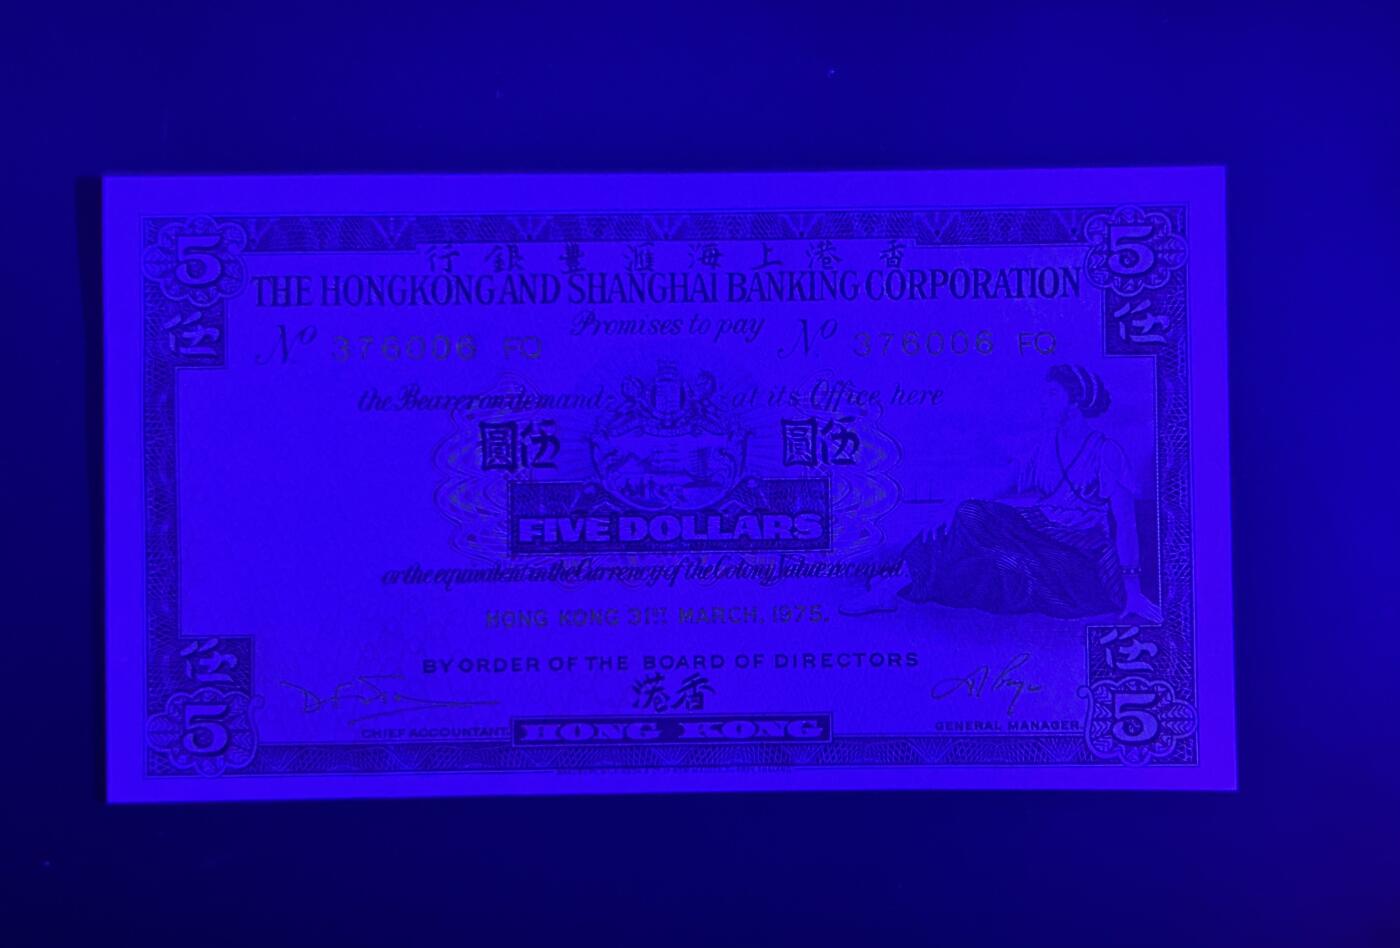 5
5
行銀豐滙海上港香
THE HONGKONG AND SHANGHAI BANKING CORPORATION
伍
伍
Promises to pay
Nº 376006 FQ
Nº 376006 FQ
the Bearer on demand at its Office here
圓伍
圓伍
FIVE DOLLARS
or the equivalent in the Currency of the Colony Value received.
HONG KONG 31ST MARCH, 1975.
伍
伍
BY ORDER OF THE BOARD OF DIRECTORS
港香
5
5
CHIEF ACCOUNTANT.
HONG KONG
GENERAL MANAGER.